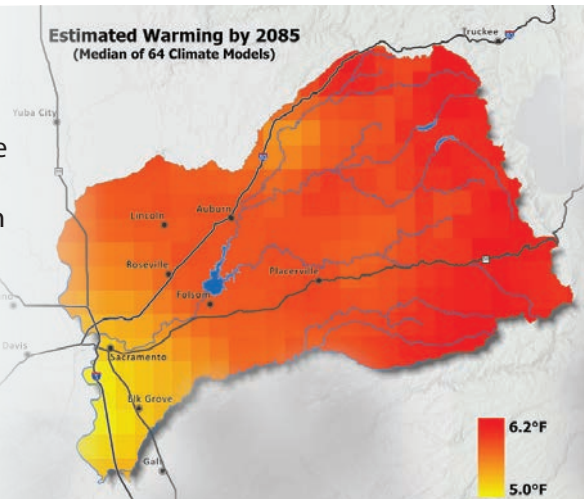 Estimated Warming by 2085
(Median of 64 Climate Models)
Truckee
Yuba City
Lincoln
Auburn
Roseville
Placerville
Folsom
Davis
Sacramento
Elk Grove
Galt
6.2°F
5.0°F